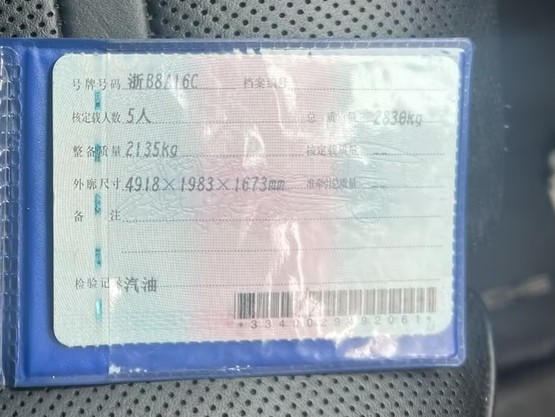 号牌号码 浙B8A16C 档案编号
核定载人数 5人 总质量 2830kg
整备质量 2135kg 核定载质量 --
外廓尺寸 4918×1983×1673mm 准牵引总质量 --
备注
检验记录 汽油